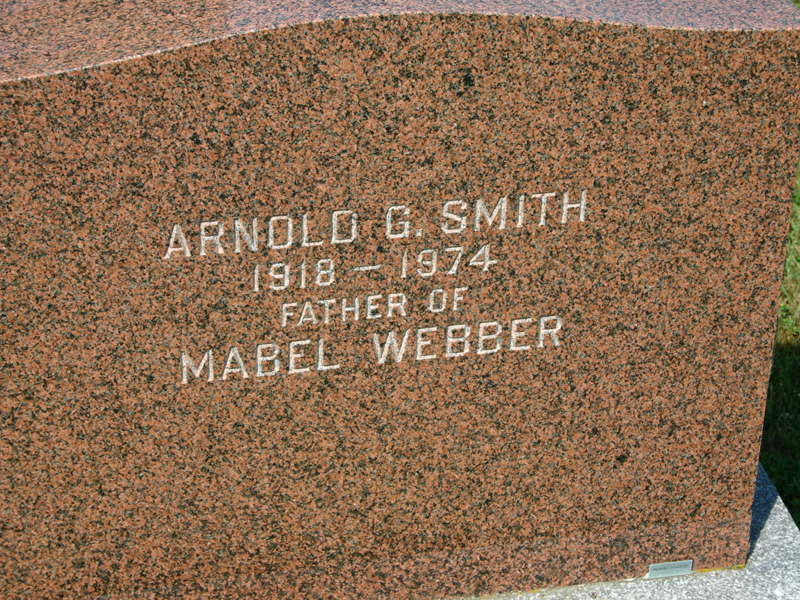 ARNOLD G. SMITH
1918 — 1974
FATHER OF
MABEL WEBBER